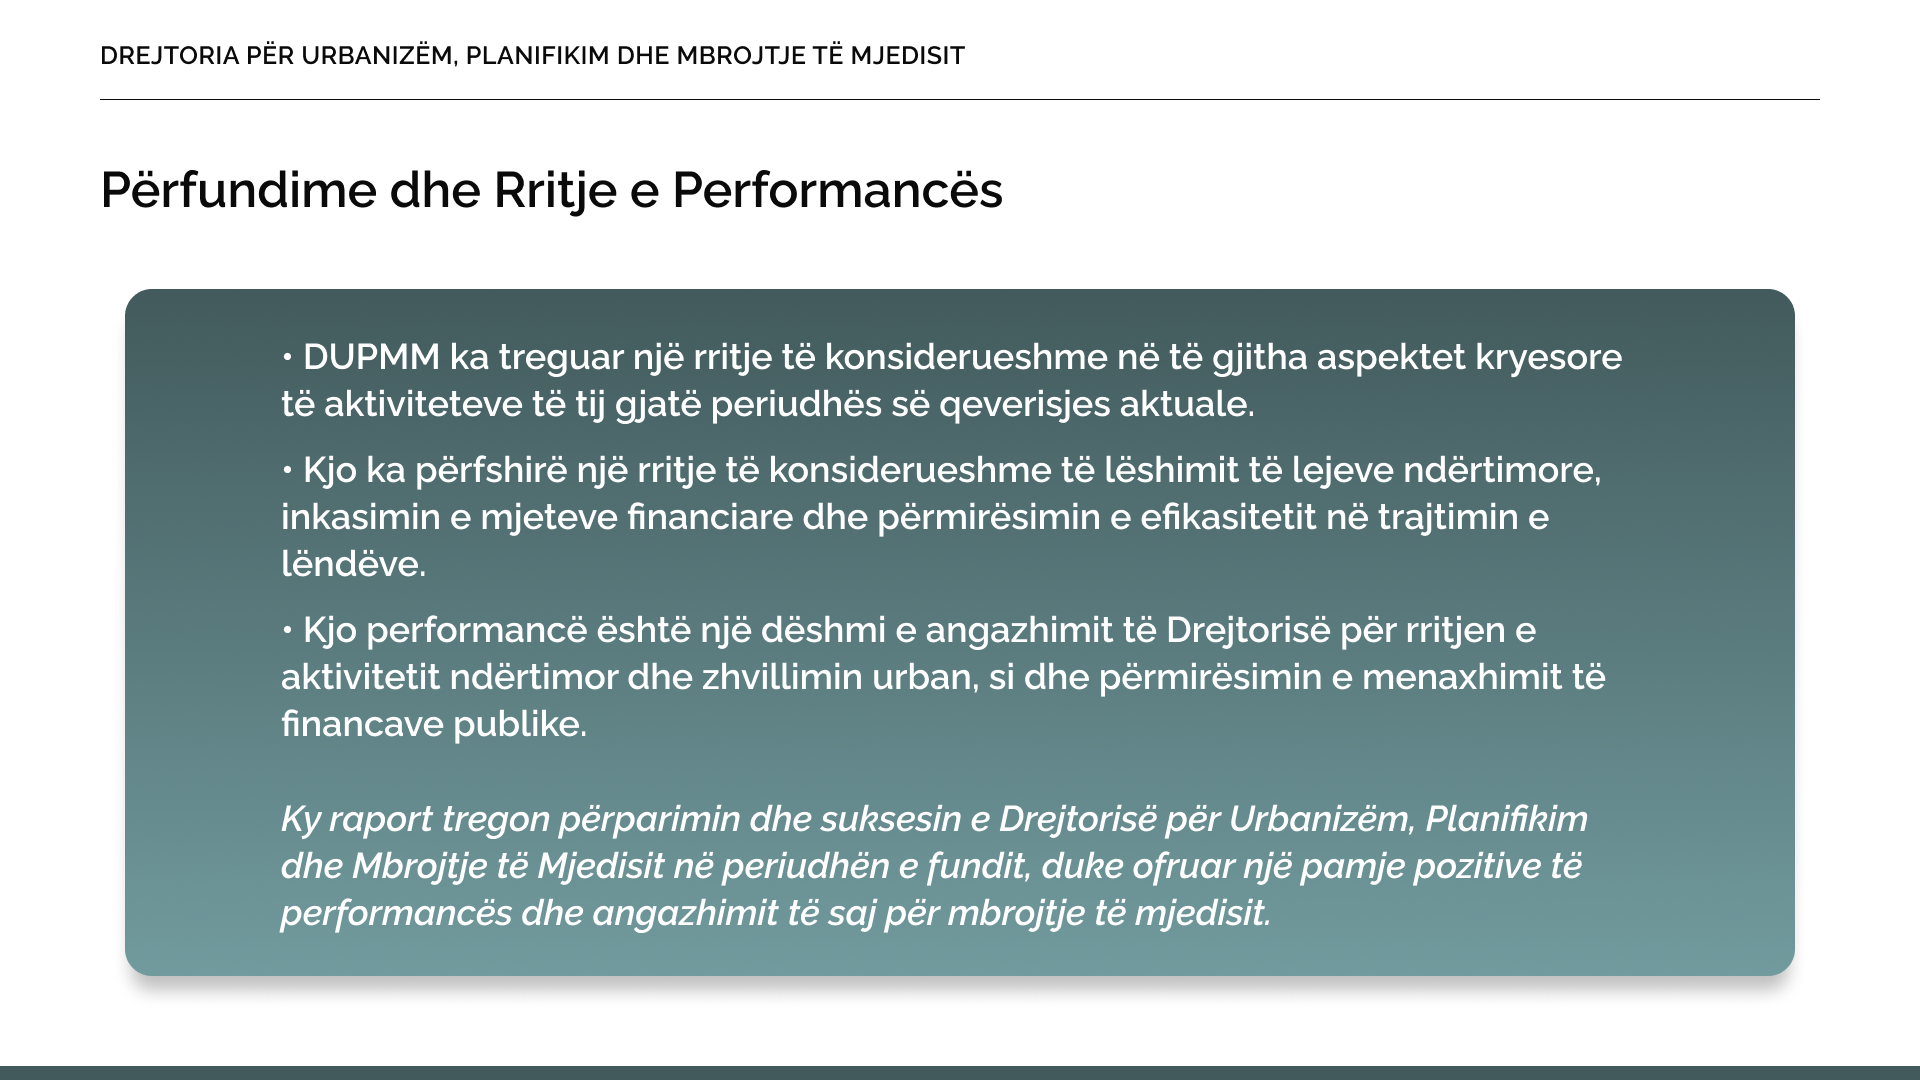 DREJTORIA PËR URBANIZËM, PLANIFIKIM DHE MBROJTJE TË MJEDISIT
Përfundime dhe Rritje e Performancës
• DUPMM ka treguar një rritje të konsiderueshme në të gjitha aspektet kryesore
të aktiviteteve të tij gjatë periudhës së qeverisjes aktuale.
• Kjo ka përfshirë një rritje të konsiderueshme të lëshimit të lejeve ndërtimore,
inkasimin e mjeteve financiare dhe përmirësimin e efikasitetit në trajtimin e
lëndëve.
• Kjo performancë është një dëshmi e angazhimit të Drejtorisë për rritjen e
aktivitetit ndërtimor dhe zhvillimin urban, si dhe përmirësimin e menaxhimit të
financave publike.
Ky raport tregon përparimin dhe suksesin e Drejtorisë për Urbanizëm, Planifikim
dhe Mbrojtje të Mjedisit në periudhën e fundit, duke ofruar një pamje pozitive të
performancës dhe angazhimit të saj për mbrojtje të mjedisit.